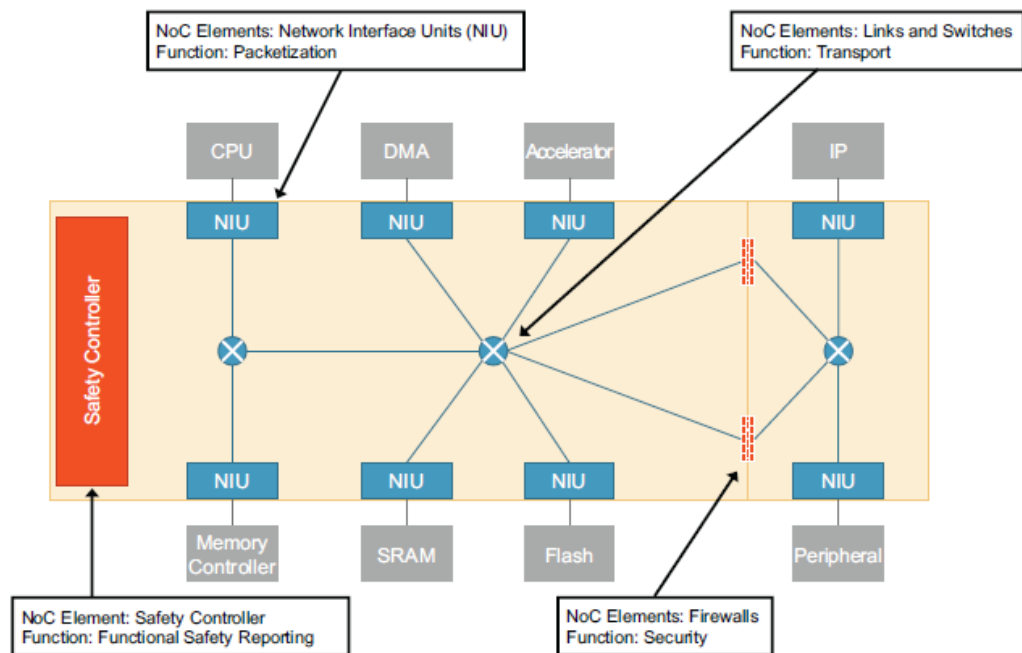 NoC Elements: Network Interface Units (NIU)
Function: Packetization
NoC Elements: Links and Switches
Function: Transport
CPU
DMA
Accelerator
IP
NIU
NIU
NIU
NIU
Safety Controller
NIU
NIU
NIU
NIU
Memory
Controller
SRAM
Flash
Peripheral
NoC Element: Safety Controller
Function: Functional Safety Reporting
NoC Elements: Firewalls
Function: Security